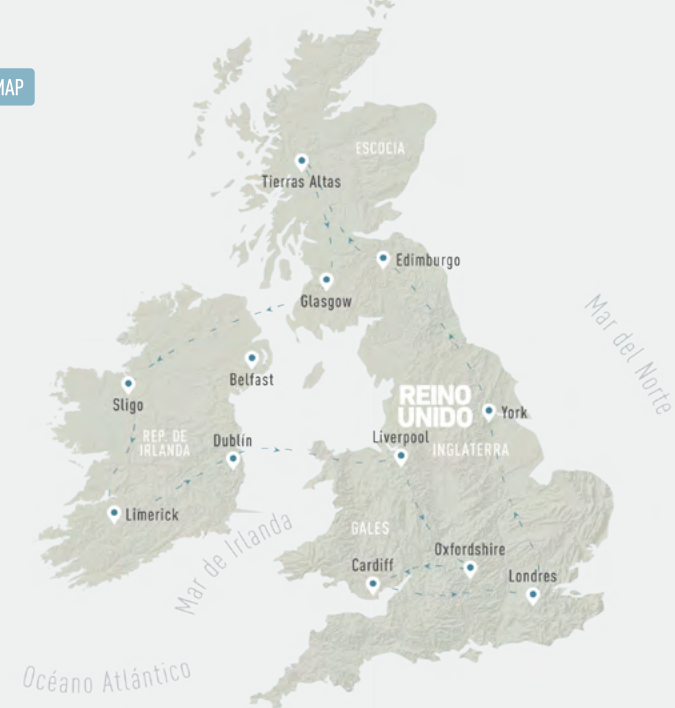 MAP
ESCOCIA
Tierras Altas
Edimburgo
Glasgow
Mar del Norte
Belfast
Sligo
REINO
UNIDO
York
REP. DE
IRLANDA
Dublín
Liverpool
INGLATERRA
Limerick
Mar de Irlanda
GALES
Oxfordshire
Cardiff
Londres
Océano Atlántico